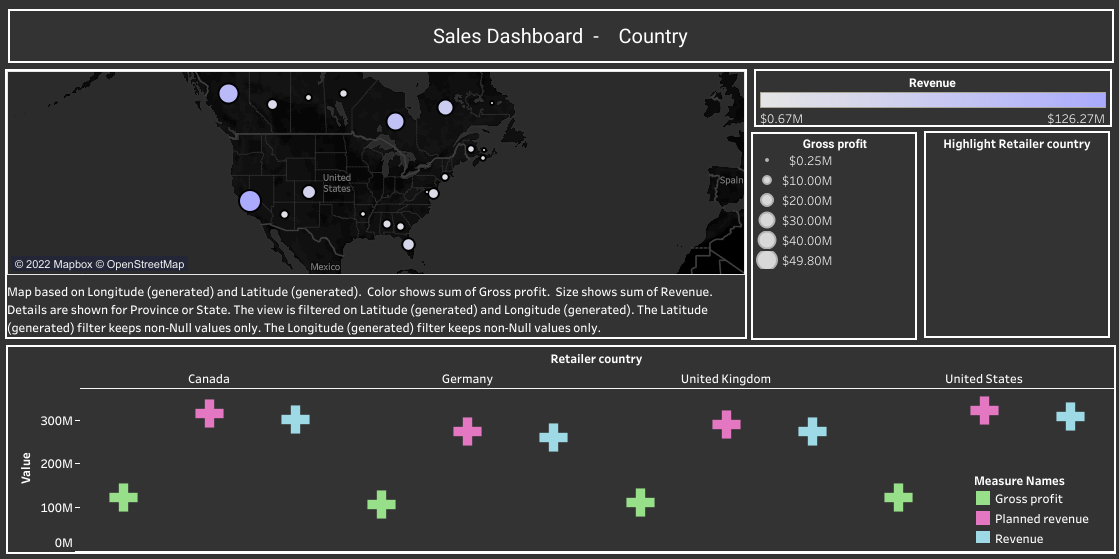 Sales Dashboard - Country
United
States
Mexico
Spain
© 2022 Mapbox © OpenStreetMap
Map based on Longitude (generated) and Latitude (generated). Color shows sum of Gross profit. Size shows sum of Revenue.
Details are shown for Province or State. The view is filtered on Latitude (generated) and Longitude (generated). The Latitude
(generated) filter keeps non-Null values only. The Longitude (generated) filter keeps non-Null values only.
Revenue
$0.67M $126.27M
Gross profit
$0.25M
$10.00M
$20.00M
$30.00M
$40.00M
$49.80M
Highlight Retailer country
Retailer country
Canada Germany United Kingdom United States
Value
300M
200M
100M
0M
Measure Names
Gross profit
Planned revenue
Revenue